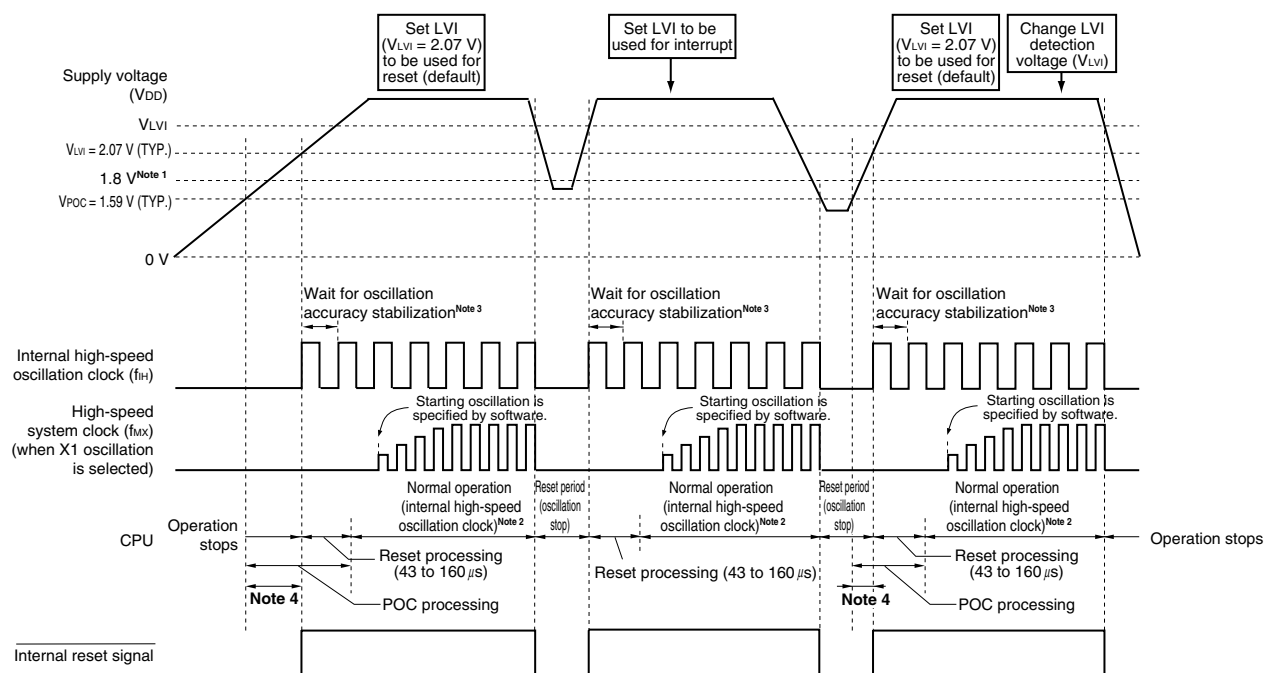 Set LVI
(VLVI = 2.07 V)
to be used for
reset (default)
Set LVI to be
used for interrupt
Set LVI
(VLVI = 2.07 V)
to be used for
reset (default)
Change LVI
detection
voltage (VLVI)
Supply voltage
(VDD)
VLVI
VLVI = 2.07 V (TYP.)
1.8 V Note 1
VPOC = 1.59 V (TYP.)
0 V
Wait for oscillation
accuracy stabilization Note 3
Wait for oscillation
accuracy stabilization Note 3
Wait for oscillation
accuracy stabilization Note 3
Internal high-speed
oscillation clock (fIH)
High-speed
system clock (fMX)
(when X1 oscillation
is selected)
Starting oscillation is
specified by software.
Starting oscillation is
specified by software.
Starting oscillation is
specified by software.
CPU
Operation
stops
Normal operation
(internal high-speed
oscillation clock) Note 2
Reset period
(oscillation
stop)
Normal operation
(internal high-speed
oscillation clock) Note 2
Reset period
(oscillation
stop)
Normal operation
(internal high-speed
oscillation clock) Note 2
Operation stops
Reset processing
(43 to 160 μs)
Reset processing (43 to 160 μs)
Reset processing
(43 to 160 μs)
Note 4
POC processing
Note 4
POC processing
Internal reset signal